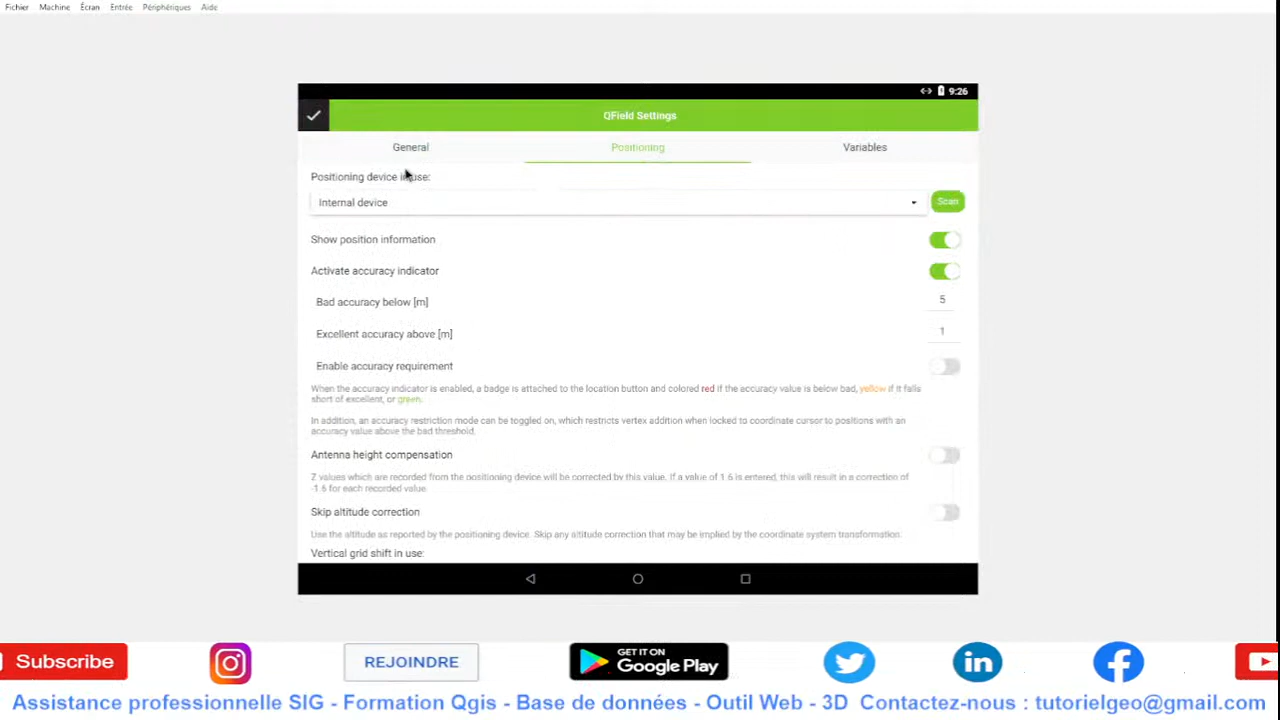 Fichier Machine Écran Entrée Périphériques Aide
9:26
QField Settings
General Positioning Variables
Positioning device in use:
Internal device Scan
Show position information
Activate accuracy indicator
Bad accuracy below [m] 5
Excellent accuracy above [m] 1
Enable accuracy requirement
When the accuracy indicator is enabled, a badge is attached to the location button and colored red if the accuracy value is below bad, yellow if it falls
short of excellent, or green.
In addition, an accuracy restriction mode can be toggled on, which restricts vertex addition when locked to coordinate cursor to positions with an
accuracy value above the bad threshold.
Antenna height compensation
Z values which are recorded from the positioning device will be corrected by this value. If a value of 1.6 is entered, this will result in a correction of
-1.6 for each recorded value.
Skip altitude correction
Use the altitude as reported by the positioning device. Skip any altitude correction that may be implied by the coordinate system transformation.
Vertical grid shift in use:
Subscribe REJOINDRE GET IT ON Google Play
Assistance professionnelle SIG - Formation Qgis - Base de données - Outil Web - 3D Contactez-nous : tutorielgeo@gmail.com